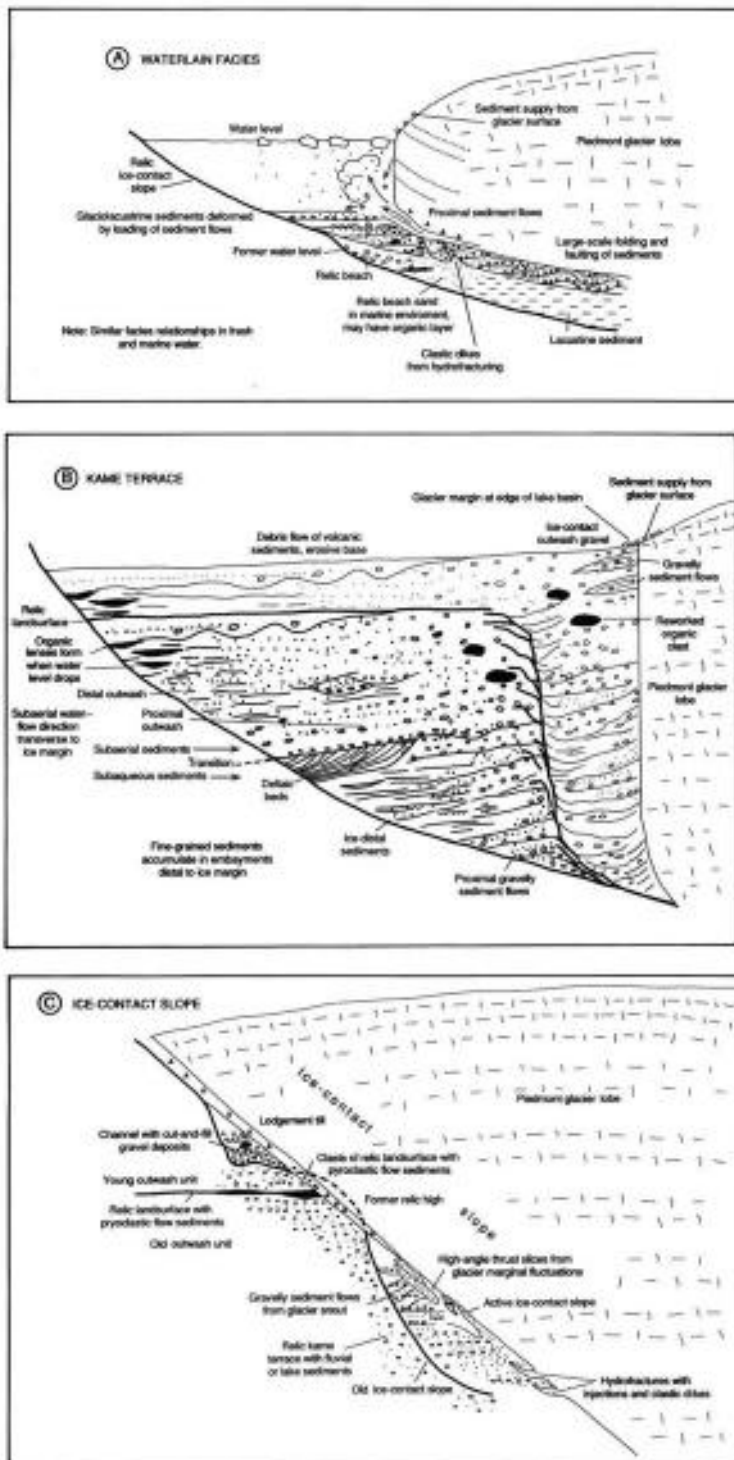 A WATERLAIN FACIES
Sediment supply from
glacier surface
Water level
Piedmont glacier lobe
Relic
ice-contact
slope
Proximal sediment flows
Glaciolacustrine sediments deformed
by loading of sediment flows
Large-scale folding and
faulting of sediments
Former water level
Relic beach
Relic beach sand
in marine enviroment,
may have organic layer
Note: Similar facies relationships in fresh
and marine water.
Lacustine sediment
Clastic dikes
from hydrofracturing
B KAME TERRACE
Glacier margin at edge of lake basin
Sediment supply from
glacier surface
Debris flow of volcanic
sediments, erosive base
Ice-contact
outwash gravel
Gravelly
sediment flows
Relic
landsurface
Organic
lenses form
when water
level drops
Reworked
organic
clast
Distal outwash
Piedmont glacier
lobe
Subaerial water-
flow direction
transverse to
ice margin
Proximal
outwash
Subaerial sediments
Transition
Subaqueous sediments
Deltaic
beds
Ice-distal
sediments
Fine-grained sediments
accumulate in embayments
distal to ice margin
Proximal gravelly
sediment flows
C ICE-CONTACT SLOPE
Ice-contact
slope
Piedmont glacier lobe
Lodgement till
Channel with cut-and-fill
gravel deposits
Clasts of relic landsurface with
pyroclastic flow sediments
Young outwash unit
Former relic high
Relic landsurface with
pryoclastic flow sediments
Old outwash unit
High-angle thrust slices from
glacier marginal fluctuations
Gravelly sediment flows
from glacier snout
Active ice-contact slope
Relic kame
terrace with fluvial
or lake sediments
Old ice-contact slope
Hydrofractures with
injections and clastic dikes